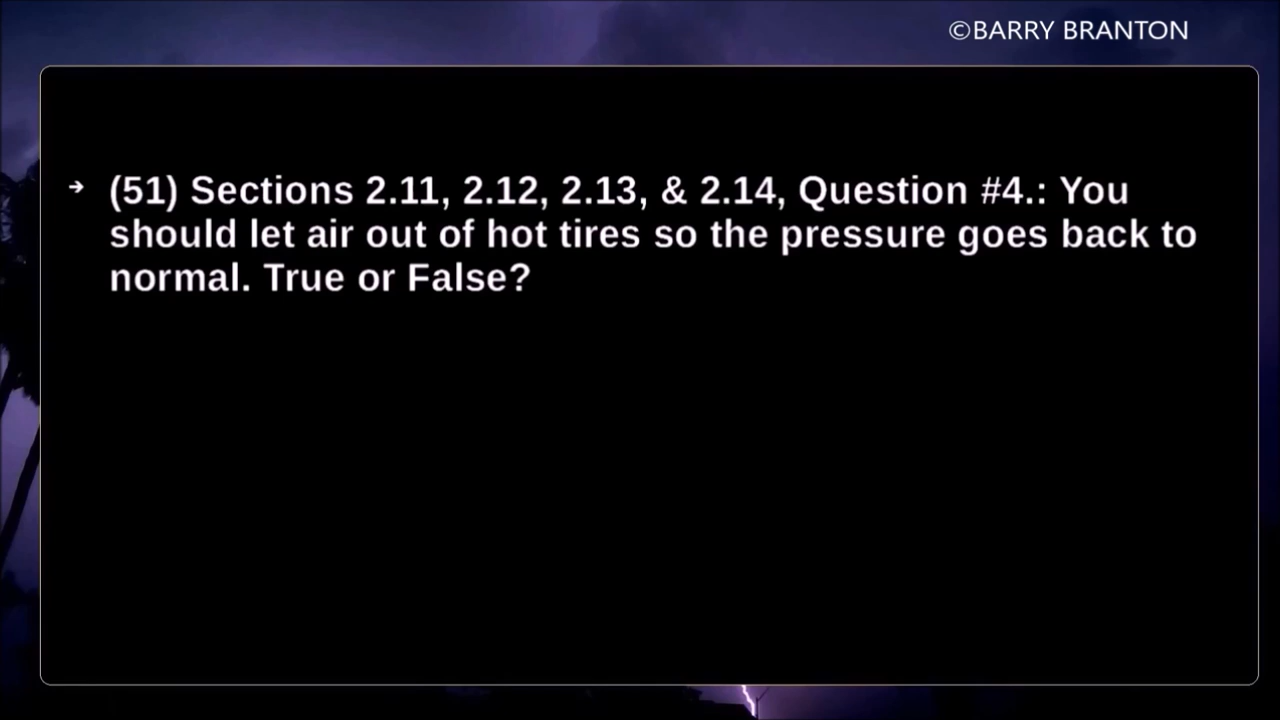 ©BARRY BRANTON
➔ (51) Sections 2.11, 2.12, 2.13, & 2.14, Question #4.: You
should let air out of hot tires so the pressure goes back to
normal. True or False?